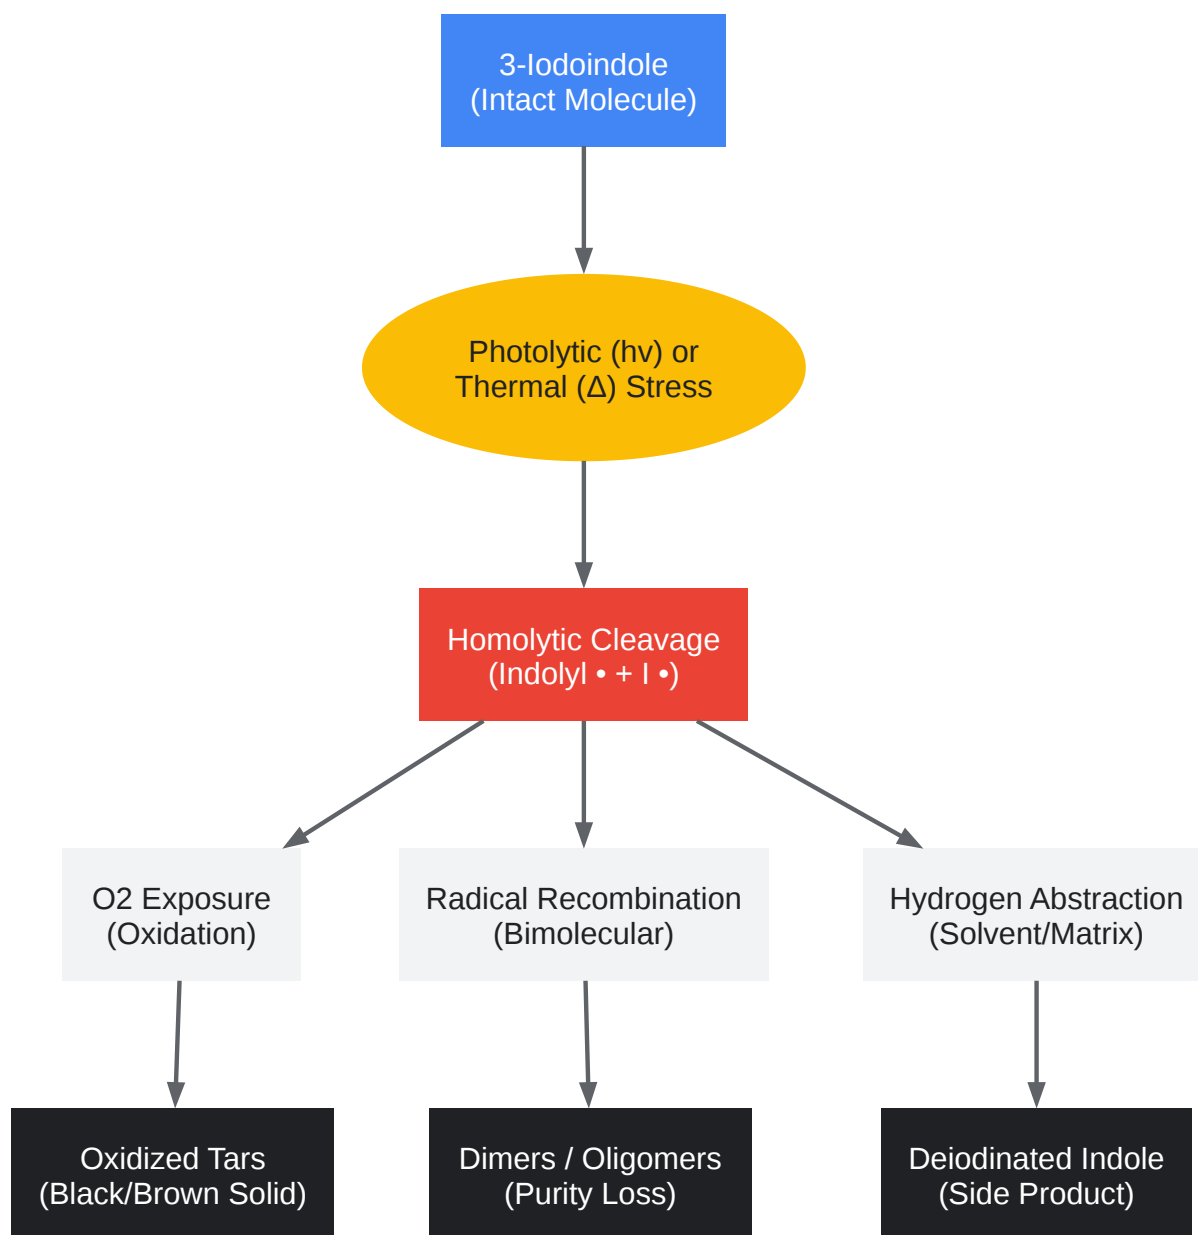 3-Iodoindole
(Intact Molecule)
Photolytic (hv) or
Thermal (Δ) Stress
Homolytic Cleavage
(Indolyl • + I •)
O2 Exposure
(Oxidation)
Radical Recombination
(Bimolecular)
Hydrogen Abstraction
(Solvent/Matrix)
Oxidized Tars
(Black/Brown Solid)
Dimers / Oligomers
(Purity Loss)
Deiodinated Indole
(Side Product)